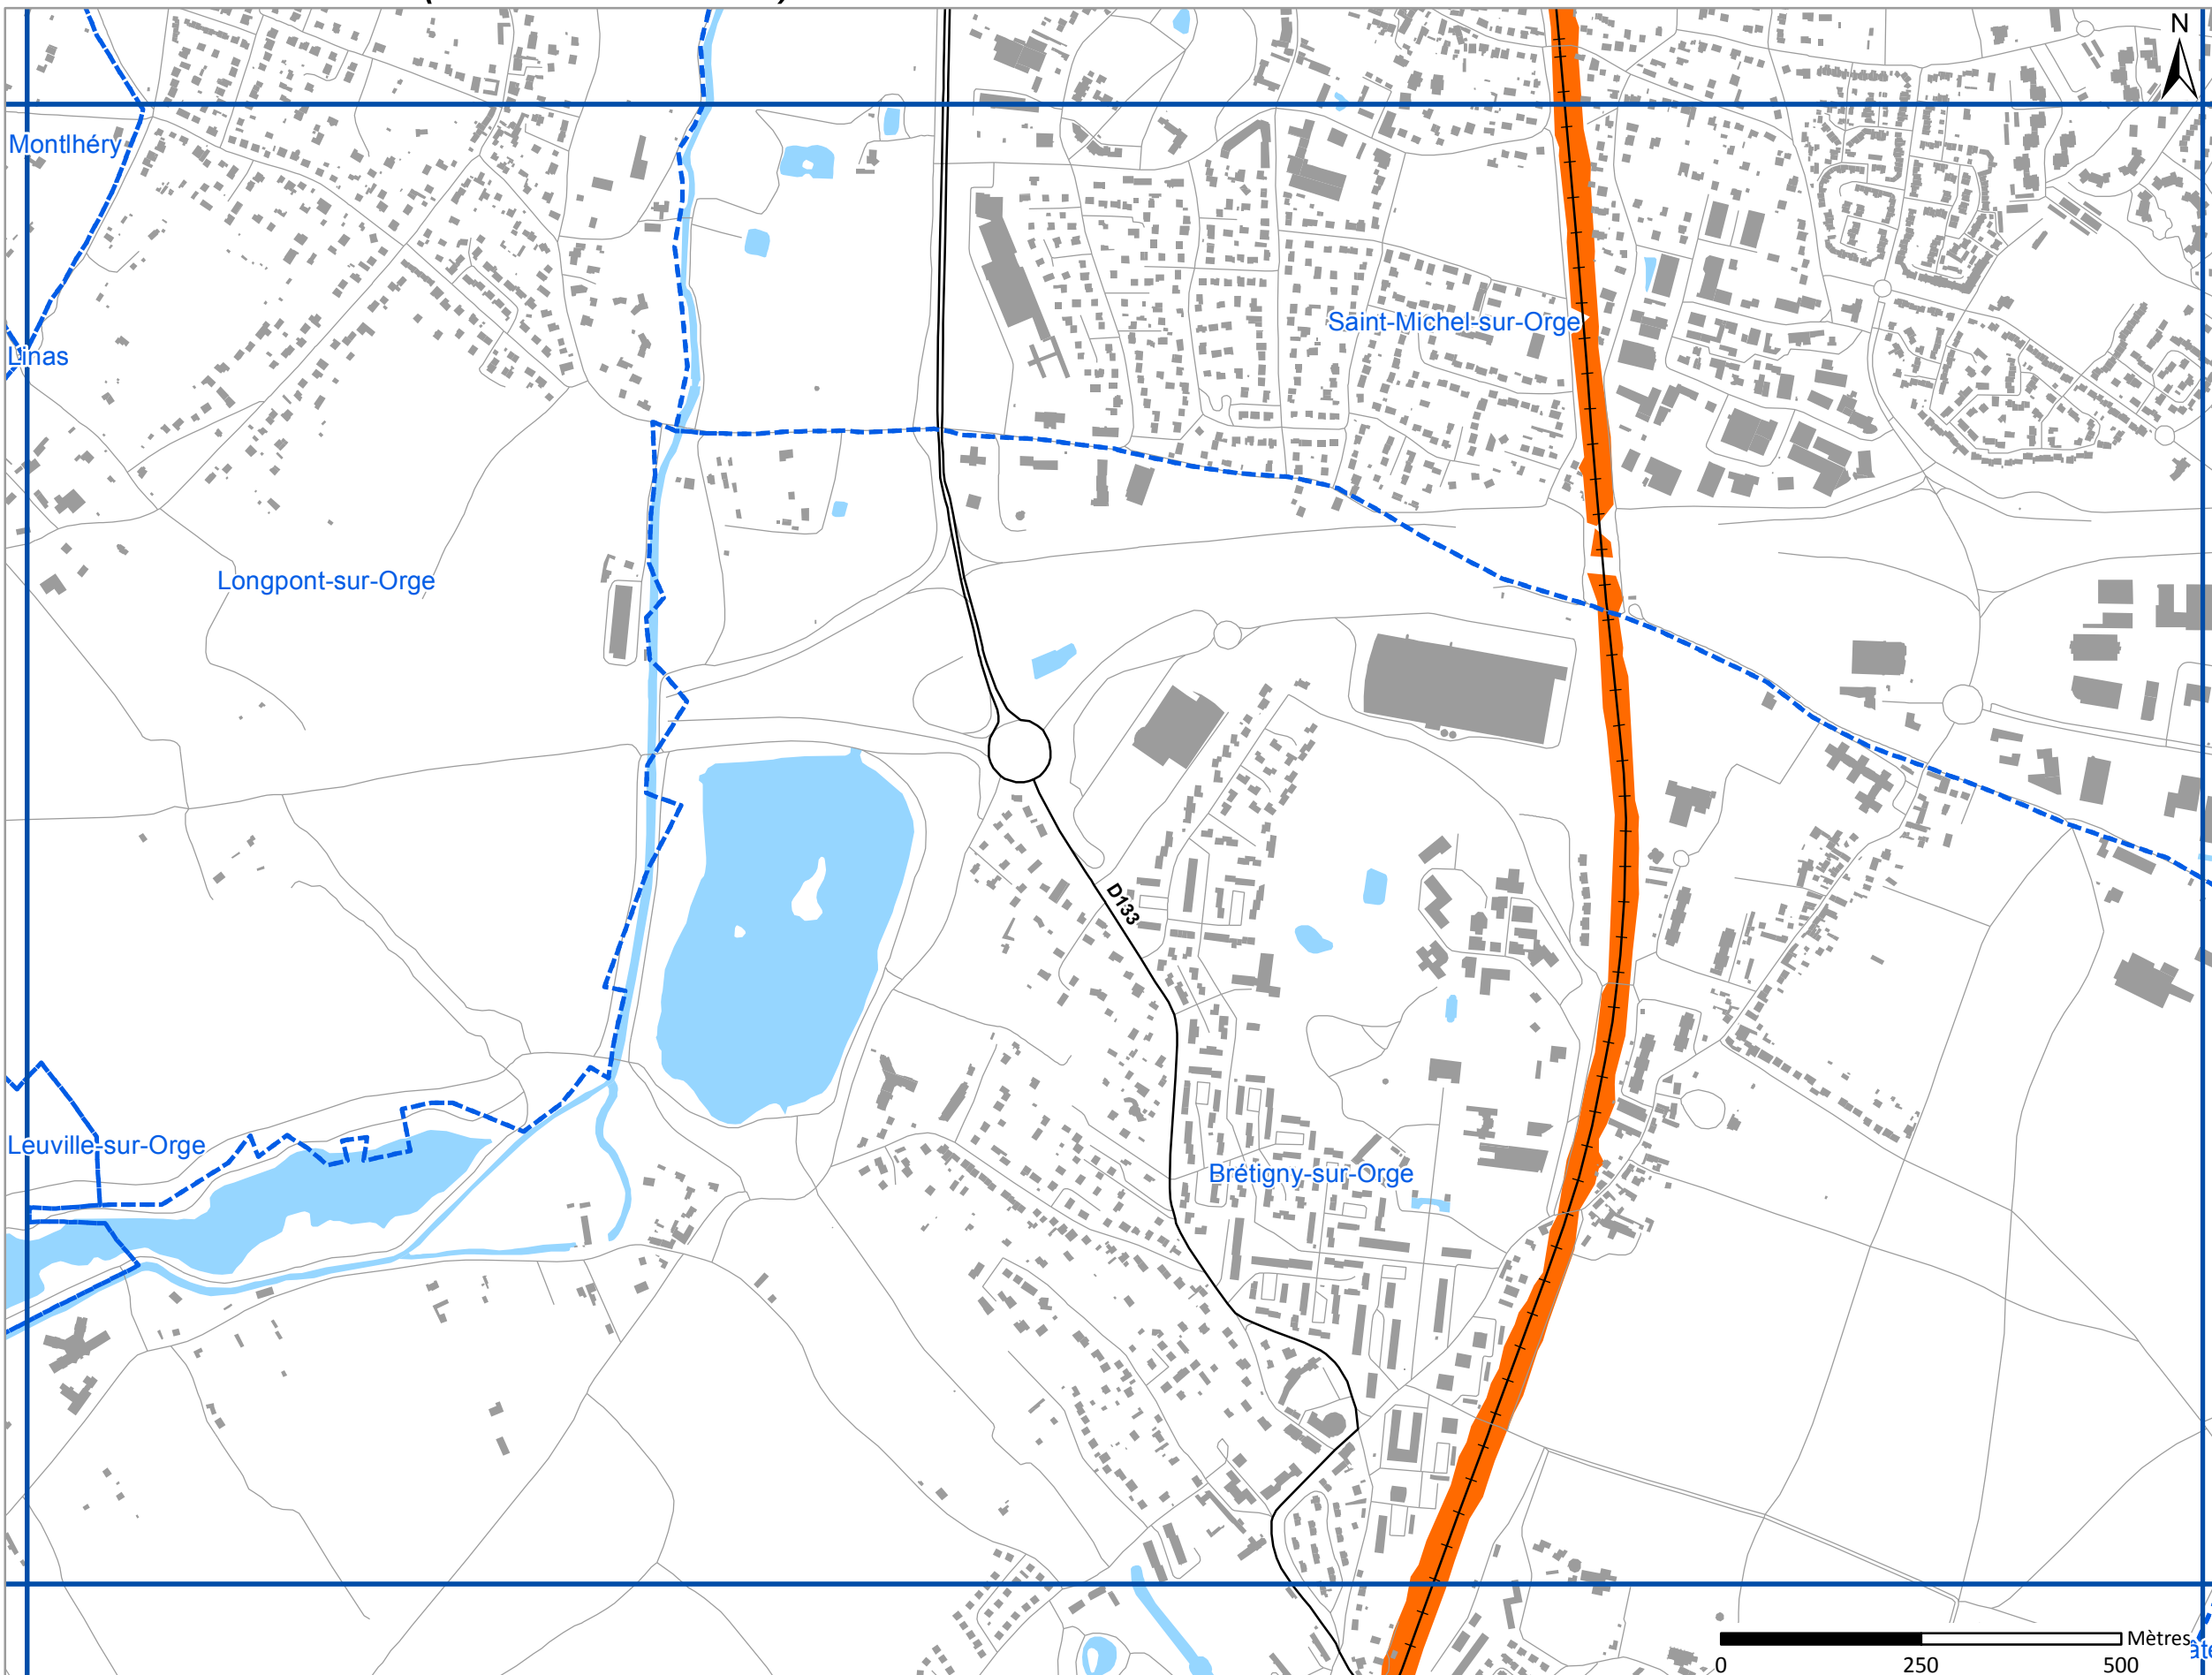 N
Montlhéry
Saint-Michel-sur-Orge
Linas
Longpont-sur-Orge
D133
Leuville-sur-Orge
Brétigny-sur-Orge
Mètres
0 250 500